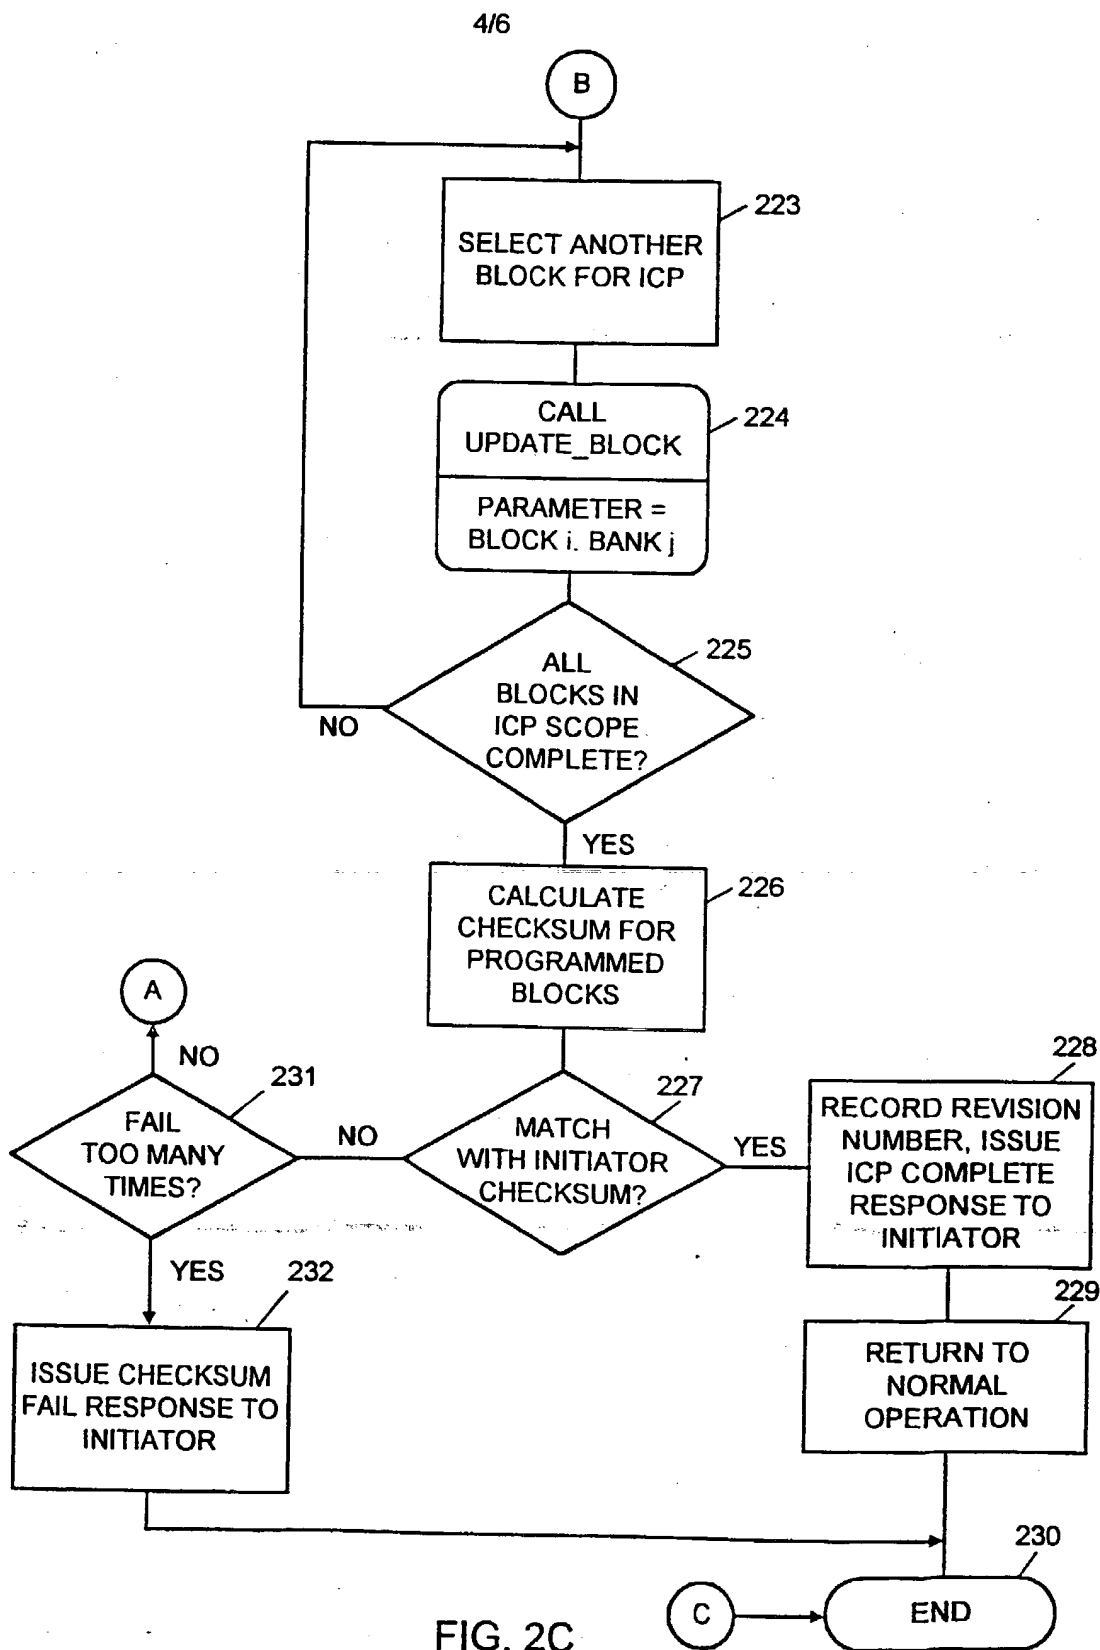 4/6
B
223
SELECT ANOTHER
BLOCK FOR ICP
224
CALL
UPDATE_BLOCK
PARAMETER =
BLOCK i. BANK j
225
ALL
BLOCKS IN
ICP SCOPE
COMPLETE?
NO
YES
226
CALCULATE
CHECKSUM FOR
PROGRAMMED
BLOCKS
A
NO
231
FAIL
TOO MANY
TIMES?
NO
227
MATCH
WITH INITIATOR
CHECKSUM?
YES
228
RECORD REVISION
NUMBER, ISSUE
ICP COMPLETE
RESPONSE TO
INITIATOR
YES
232
ISSUE CHECKSUM
FAIL RESPONSE TO
INITIATOR
229
RETURN TO
NORMAL
OPERATION
230
C
END
FIG. 2C